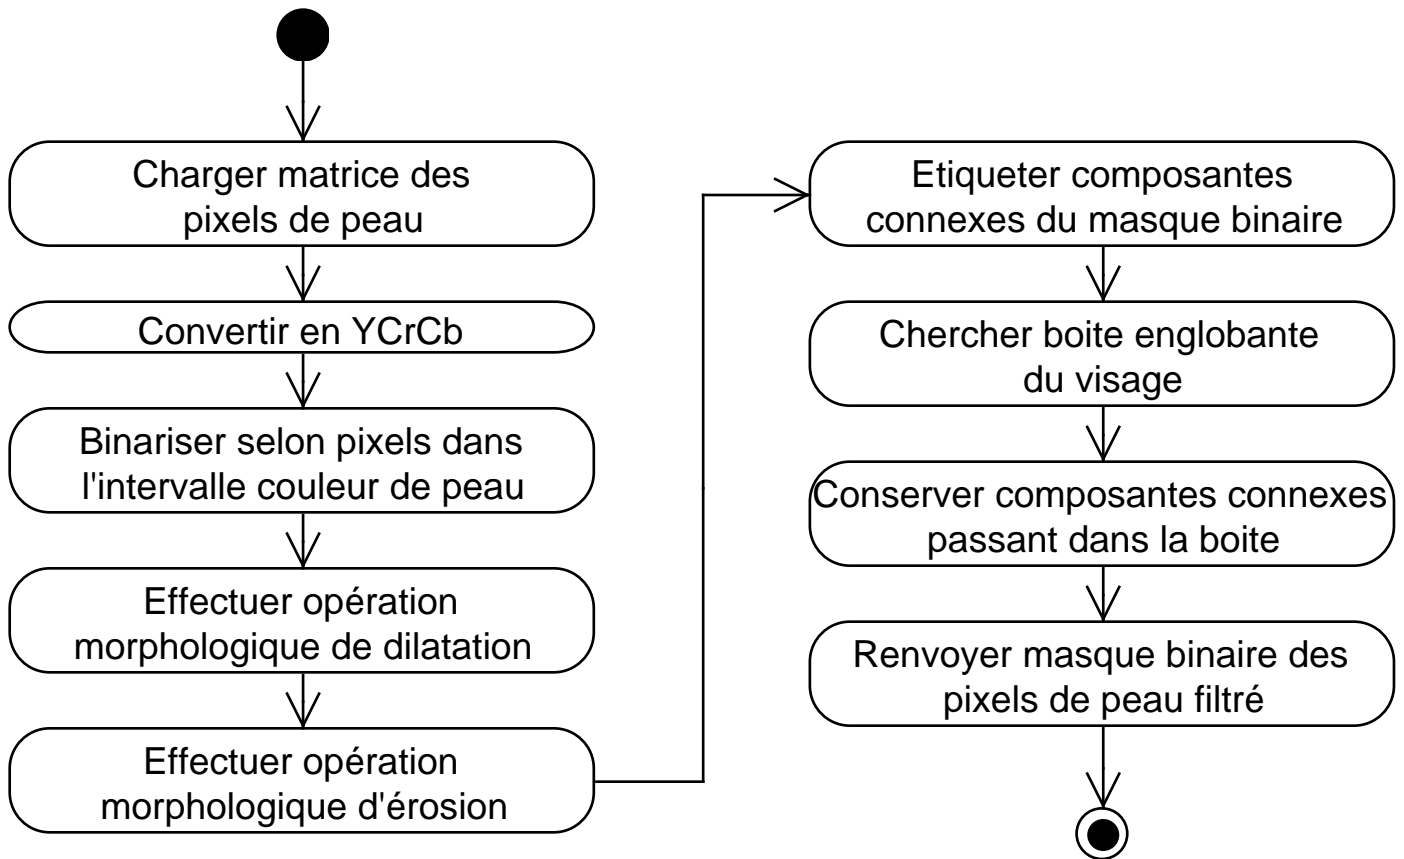 Charger matrice des
pixels de peau
Convertir en YCrCb
Binariser selon pixels dans
l'intervalle couleur de peau
Effectuer opération
morphologique de dilatation
Effectuer opération
morphologique d'érosion
Etiqueter composantes
connexes du masque binaire
Chercher boite englobante
du visage
Conserver composantes connexes
passant dans la boite
Renvoyer masque binaire des
pixels de peau filtré